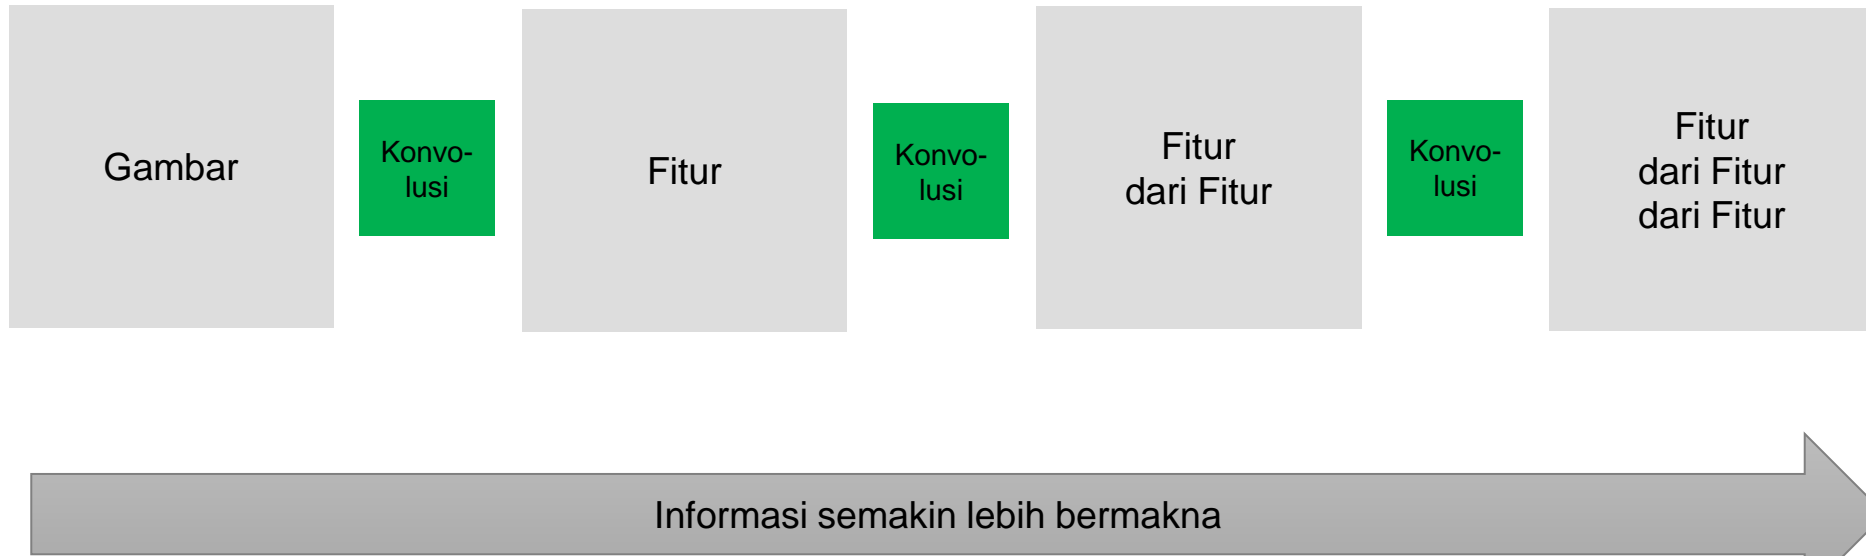 Gambar
Konvo-
lusi
Fitur
Konvo-
lusi
Fitur
dari Fitur
Konvo-
lusi
Fitur
dari Fitur
dari Fitur
Informasi semakin lebih bermakna